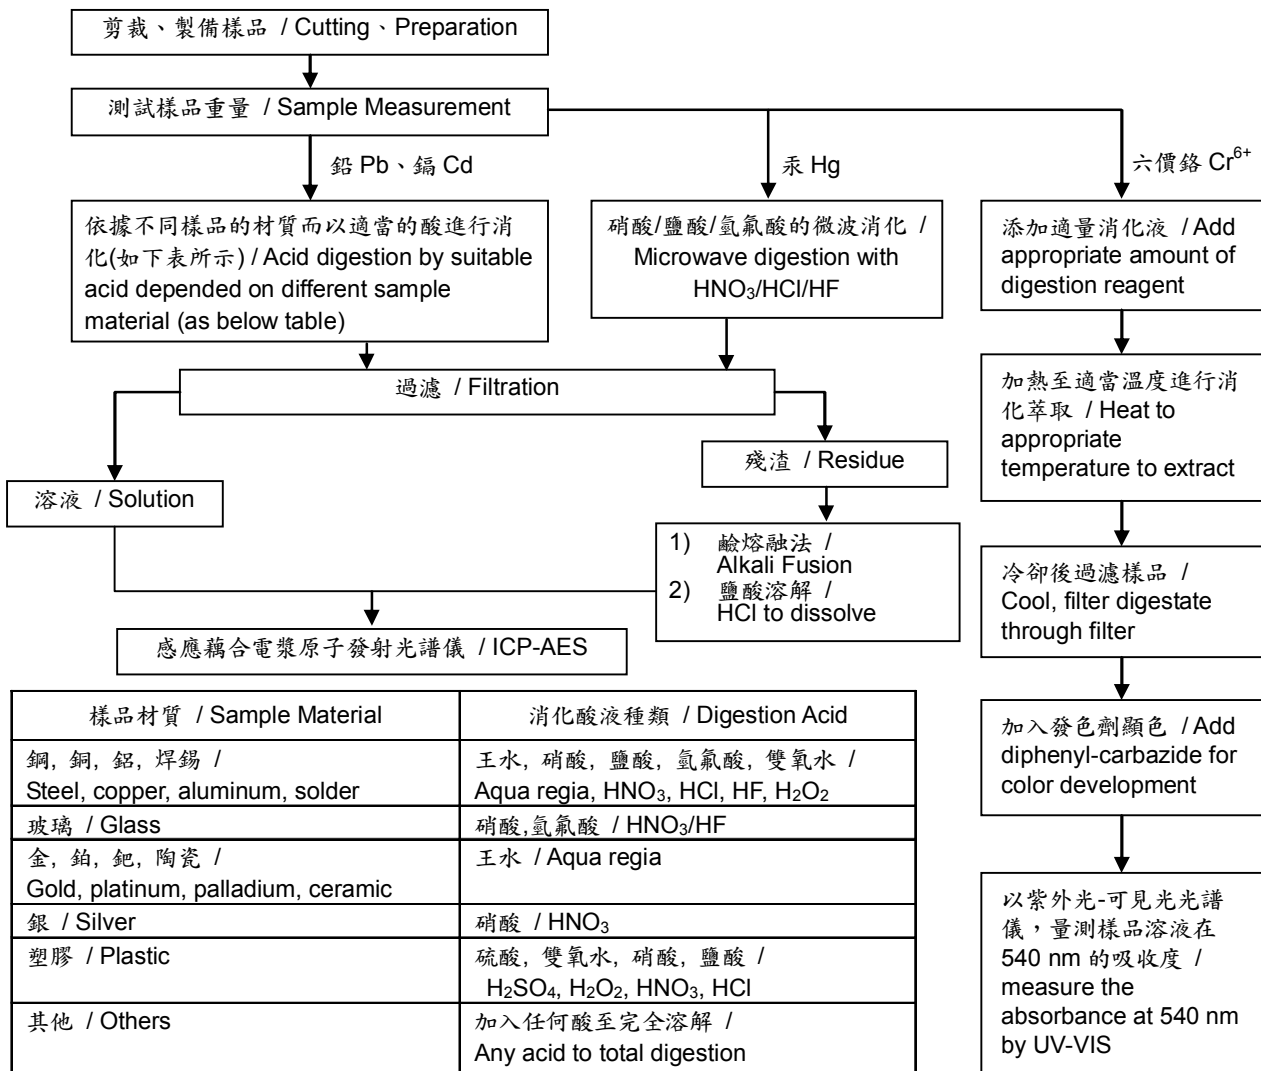 剪裁、製備樣品 / Cutting、Preparation
測試樣品重量 / Sample Measurement
鉛 Pb、鎘 Cd
汞 Hg
六價鉻 Cr⁶⁺
依據不同樣品的材質而以適當的酸進行消
化(如下表所示) / Acid digestion by suitable
acid depended on different sample
material (as below table)
硝酸/鹽酸/氫氟酸的微波消化 /
Microwave digestion with
HNO₃/HCl/HF
添加適量消化液 / Add
appropriate amount of
digestion reagent
過濾 / Filtration
加熱至適當溫度進行消
化萃取 / Heat to
appropriate
temperature to extract
溶液 / Solution
殘渣 / Residue
1) 鹼熔融法 /
Alkali Fusion
2) 鹽酸溶解 /
HCl to dissolve
冷卻後過濾樣品 /
Cool, filter digestate
through filter
感應藕合電漿原子發射光譜儀 / ICP-AES
加入發色劑顯色 / Add
diphenyl-carbazide for
color development
以紫外光-可見光光譜
儀，量測樣品溶液在
540 nm 的吸收度 /
measure the
absorbance at 540 nm
by UV-VIS
樣品材質 / Sample Material
消化酸液種類 / Digestion Acid
鋼, 銅, 鋁, 焊錫 /
Steel, copper, aluminum, solder
王水, 硝酸, 鹽酸, 氫氟酸, 雙氧水 /
Aqua regia, HNO₃, HCl, HF, H₂O₂
玻璃 / Glass
硝酸,氫氟酸 / HNO₃/HF
金, 鉑, 鈀, 陶瓷 /
Gold, platinum, palladium, ceramic
王水 / Aqua regia
銀 / Silver
硝酸 / HNO₃
塑膠 / Plastic
硫酸, 雙氧水, 硝酸, 鹽酸 /
H₂SO₄, H₂O₂, HNO₃, HCl
其他 / Others
加入任何酸至完全溶解 /
Any acid to total digestion